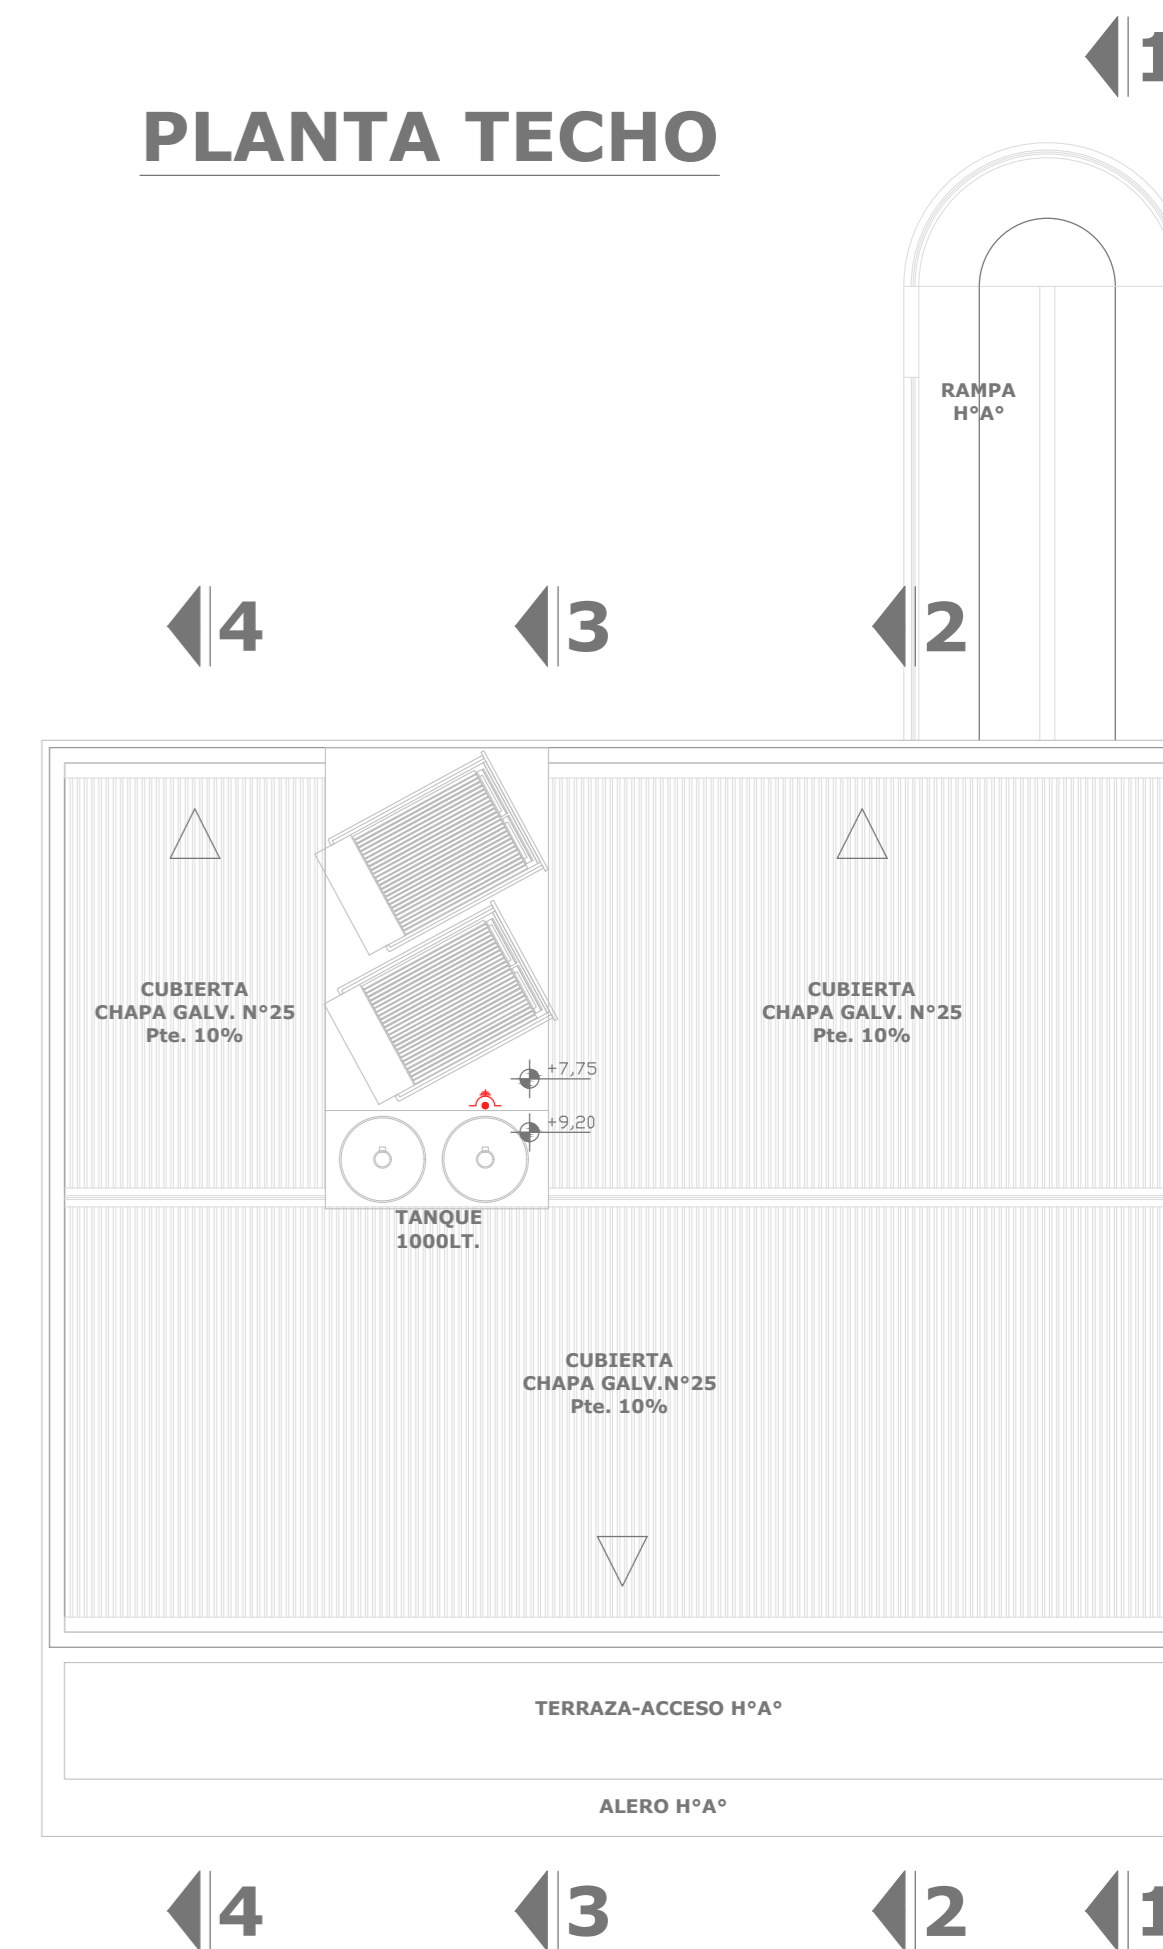 1
PLANTA TECHO
RAMPA
H°A°
4
3
2
CUBIERTA
CHAPA GALV. N°25
Pte. 10%
CUBIERTA
CHAPA GALV. N°25
Pte. 10%
+7,75
+9,20
TANQUE
1000LT.
CUBIERTA
CHAPA GALV.N°25
Pte. 10%
TERRAZA-ACCESO H°A°
ALERO H°A°
4
3
2
1